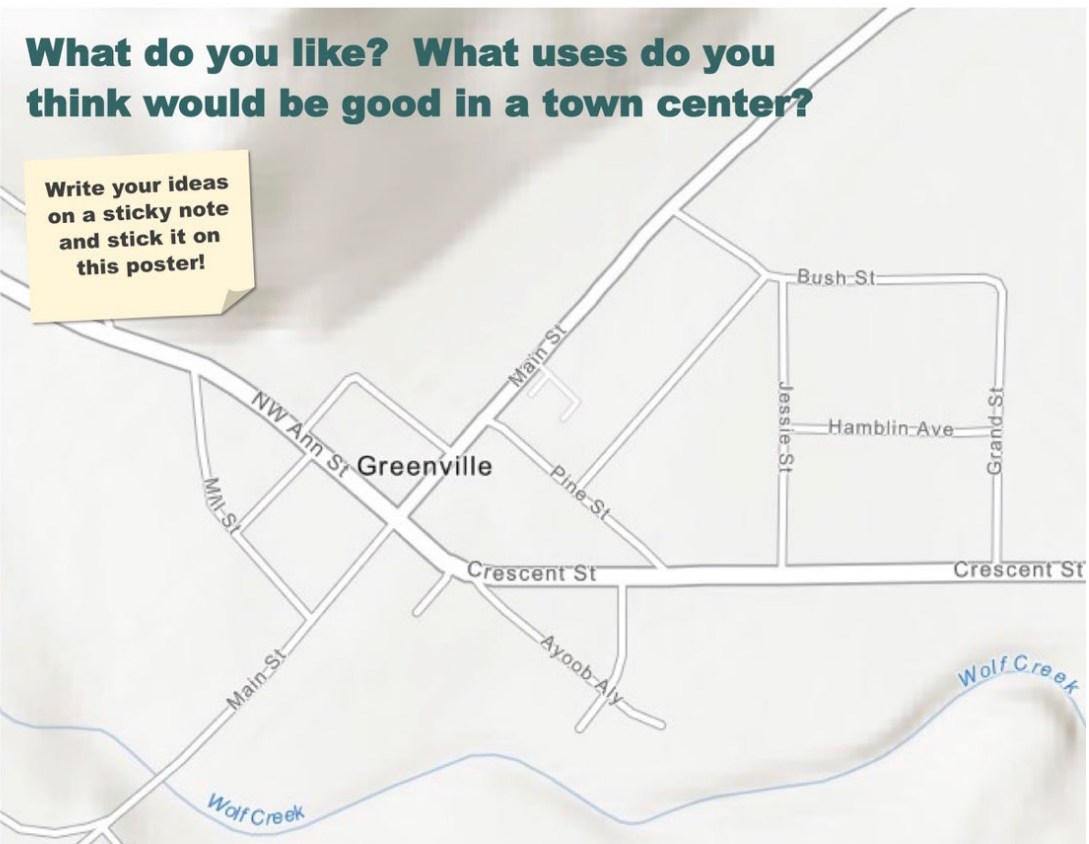 What do you like?  What uses do you
think would be good in a town center?
Write your ideas
on a sticky note
and stick it on
this poster!
Bush St
Main St
Jessie St
Hamblin Ave
Grand St
NW Ann St
Greenville
Pine St
Mill St
Crescent St
Crescent St
Ayoob Aly
Main St
Wolf Creek
Wolf Creek